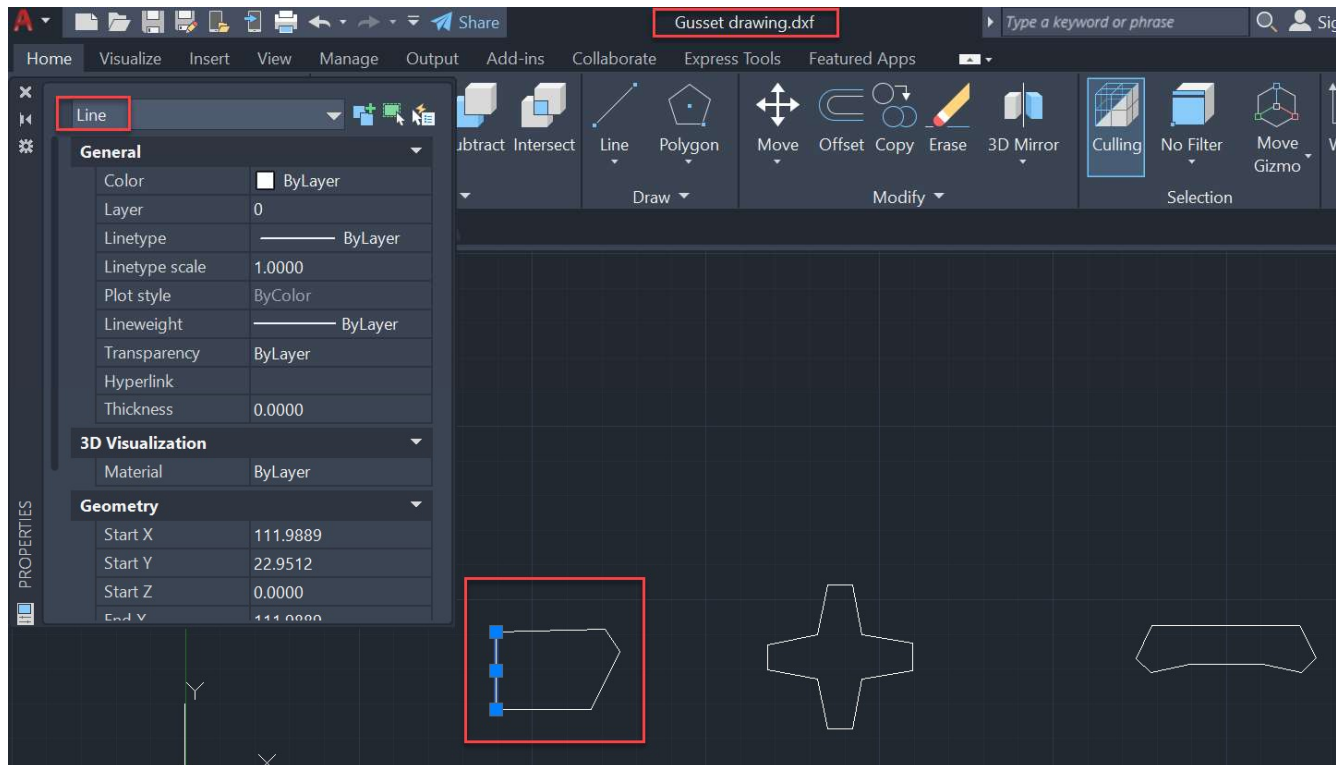 A Share Gusset drawing.dxf Type a keyword or phrase
Home Visualize Insert View Manage Output Add-ins Collaborate Express Tools Featured Apps
Line
General
Color ByLayer
Layer 0
Linetype ByLayer
Linetype scale 1.0000
Plot style ByColor
Lineweight ByLayer
Transparency ByLayer
Hyperlink
Thickness 0.0000
3D Visualization
Material ByLayer
Geometry
Start X 111.9889
Start Y 22.9512
Start Z 0.0000
PROPERTIES
Intersect Line Polygon Move Offset Copy Erase 3D Mirror Culling No Filter Move Gizmo
Draw Modify Selection
Y
X